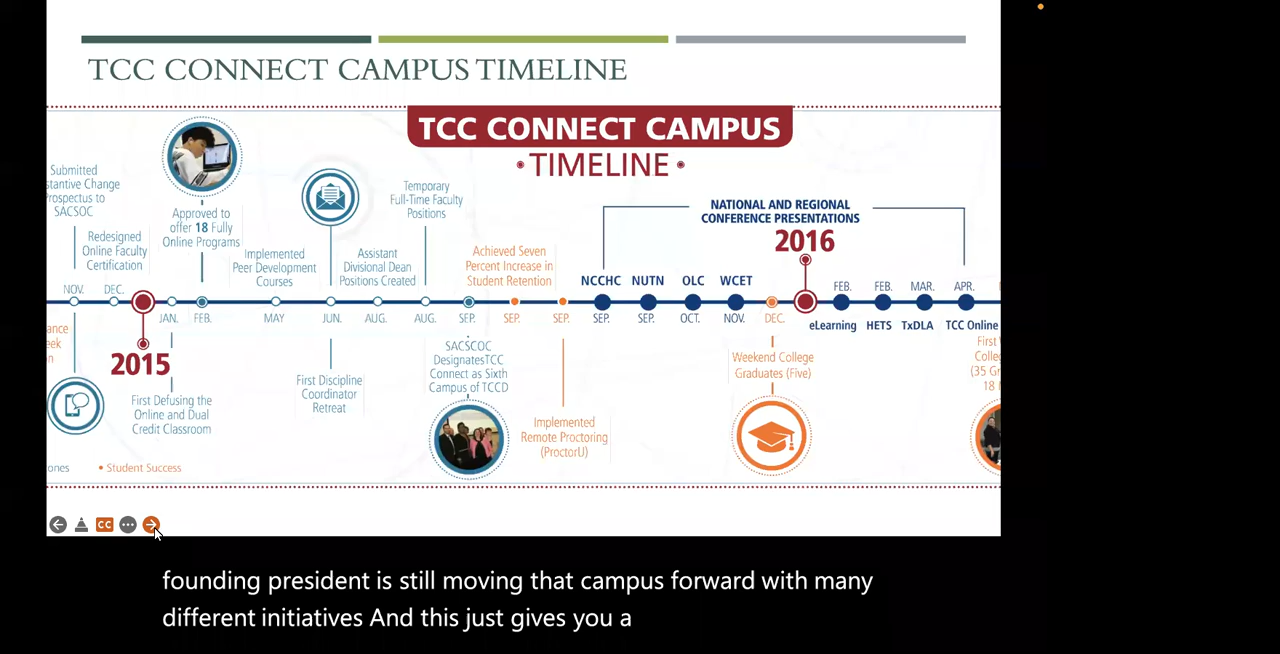 TCC CONNECT CAMPUS TIMELINE
TCC CONNECT CAMPUS
• TIMELINE •
Submitted
stantive Change
Prospectus to
SACSOC
Redesigned
Online Faculty
Certification
Approved to
offer 18 Fully
Online Programs
Implemented
Peer Development
Courses
Assistant
Divisional Dean
Positions Created
Temporary
Full-Time Faculty
Positions
Achieved Seven
Percent Increase in
Student Retention
NATIONAL AND REGIONAL
CONFERENCE PRESENTATIONS
2016
NCCHC NUTN OLC WCET
NOV. DEC.
FEB. FEB. MAR. APR.
JAN. FEB. MAY JUN. AUG. AUG. SEP. SEP. SEP. SEP. SEP. OCT. NOV. DEC.
eLearning HETS TxDLA TCC Online
2015
ance
eek
n
First Defusing the
Online and Dual
Credit Classroom
First Discipline
Coordinator
Retreat
SACSCOC
DesignatesTCC
Connect as Sixth
Campus of TCCD
Implemented
Remote Proctoring
(ProctorU)
Weekend College
Graduates (Five)
First
Colleg
(35 Gr
18
ones • Student Success
CC
founding president is still moving that campus forward with many
different initiatives And this just gives you a